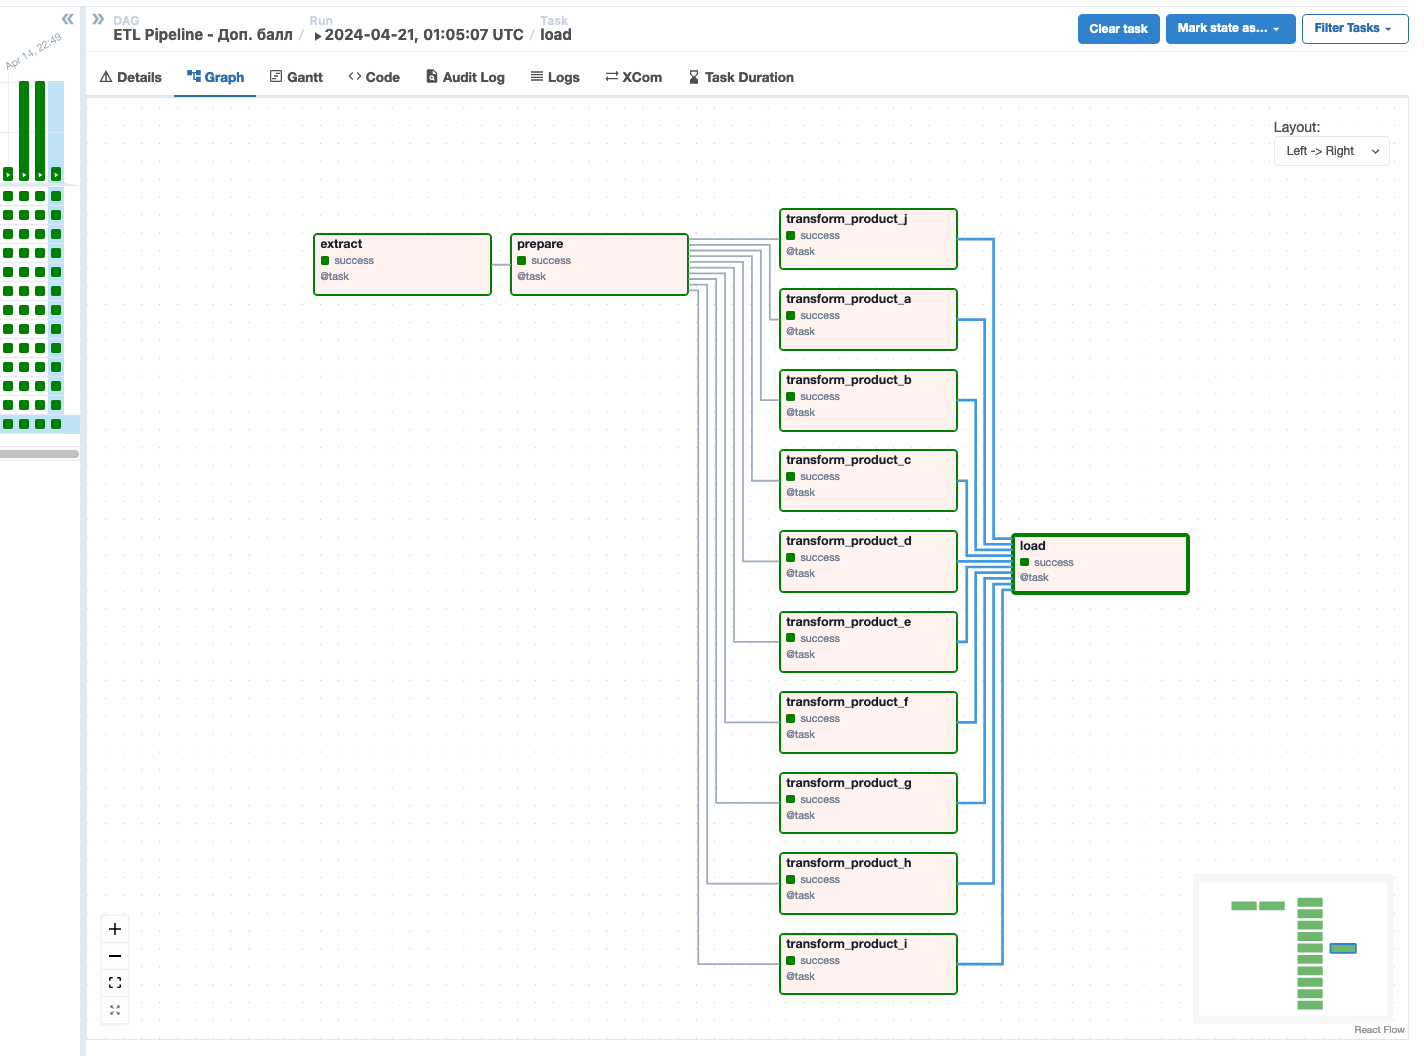 Apr 14, 22:49
DAG
ETL Pipeline - Доп. балл
/
Run
2024-04-21, 01:05:07 UTC
/
Task
load
Clear task
Mark state as...
Filter Tasks
Details
Graph
Gantt
Code
Audit Log
Logs
XCom
Task Duration
Layout:
Left -> Right
extract
success
@task
prepare
success
@task
transform_product_j
success
@task
transform_product_a
success
@task
transform_product_b
success
@task
transform_product_c
success
@task
transform_product_d
success
@task
transform_product_e
success
@task
transform_product_f
success
@task
transform_product_g
success
@task
transform_product_h
success
@task
transform_product_i
success
@task
load
success
@task
React Flow